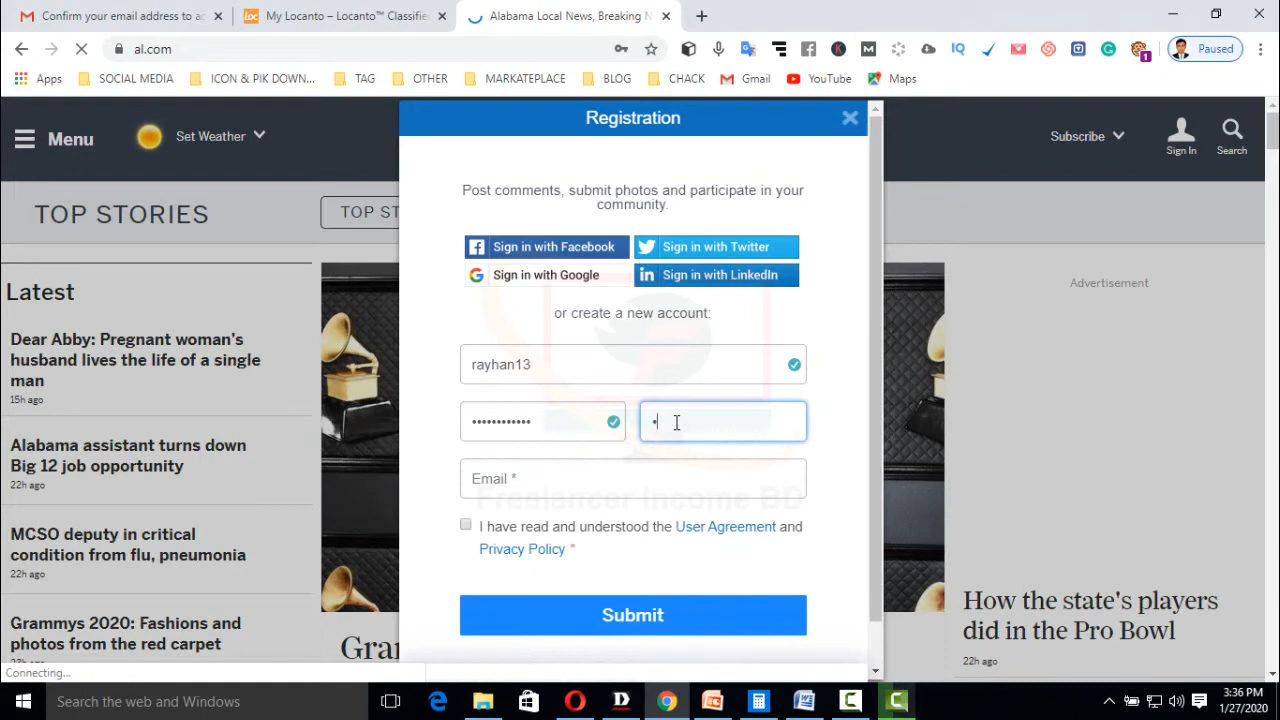 Confirm your email address to ac
My Locanto – Locanto™ Classifie
Alabama Local News, Breaking N
al.com
Paused
Apps
SOCIAL MEDIA
ICON & PIK DOWN...
TAG
OTHER
MARKATEPLACE
BLOG
CHACK
Gmail
YouTube
Maps
Menu
Set Weather
Registration
Subscribe
Sign In
Search
TOP STORIES
TOP ST
Post comments, submit photos and participate in your
community.
Sign in with Facebook
Sign in with Twitter
Sign in with Google
Sign in with LinkedIn
or create a new account:
rayhan13
••••••••••••
•
Email *
Freelancer Income BD
I have read and understood the User Agreement and
Privacy Policy *
Submit
Latest
Dear Abby: Pregnant woman's
husband lives the life of a single
man
15h ago
Alabama assistant turns down
Big 12 job opportunity
22h ago
MCSO deputy in critical
condition from flu, pneumonia
22h ago
Grammys 2020: Fashions and
photos from the red carpet
Gran
Advertisement
How the state's players
did in the Pro Bowl
22h ago
Connecting...
Search the web and Windows
3:36 PM
1/27/2020